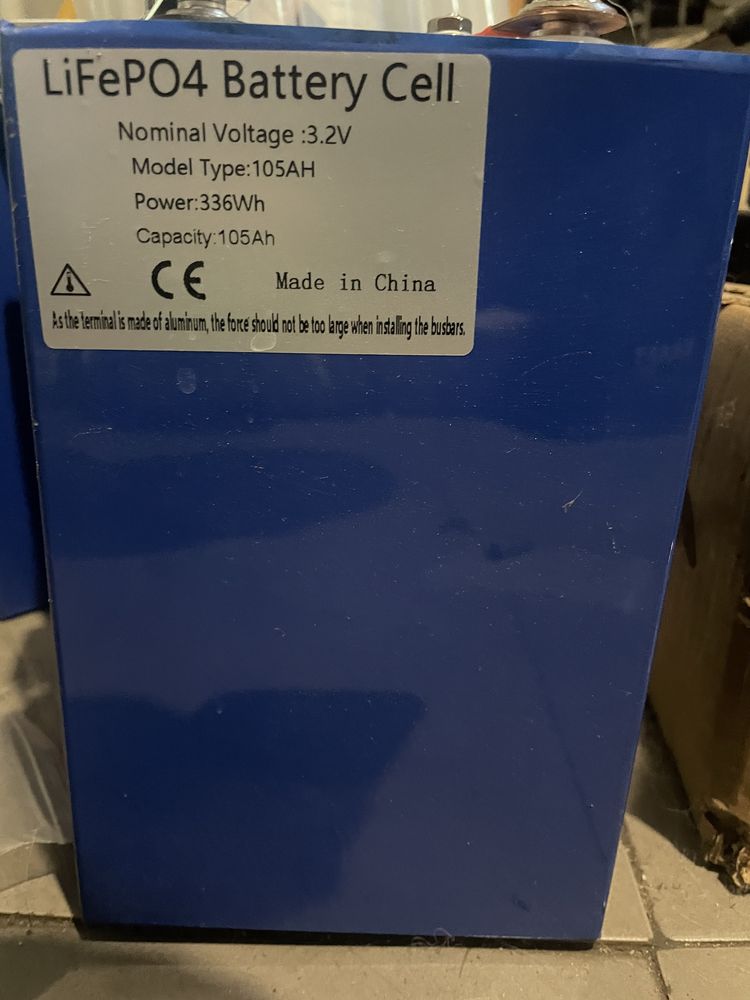 LiFePO4 Battery Cell
Nominal Voltage :3.2V
Model Type:105AH
Power:336Wh
Capacity:105Ah
CE Made in China
As the terminal is made of aluminum, the force should not be too large when installing the busbars.